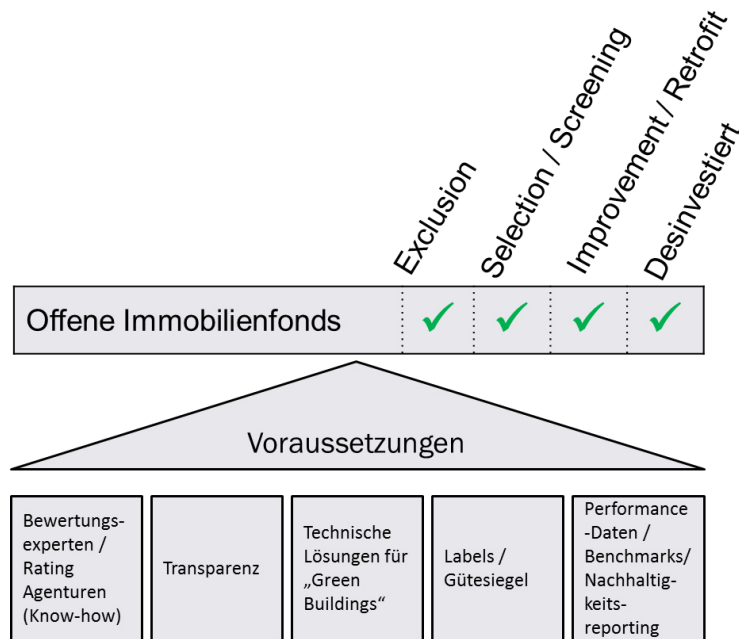 Exclusion
Selection / Screening
Improvement / Retrofit
Desinvestiert
Offene Immobilienfonds
Voraussetzungen
Bewertungs-
experten /
Rating
Agenturen
(Know-how)
Transparenz
Technische
Lösungen für
„Green
Buildings“
Labels /
Gütesiegel
Performance
-Daten /
Benchmarks/
Nachhaltig-
keits-
reporting